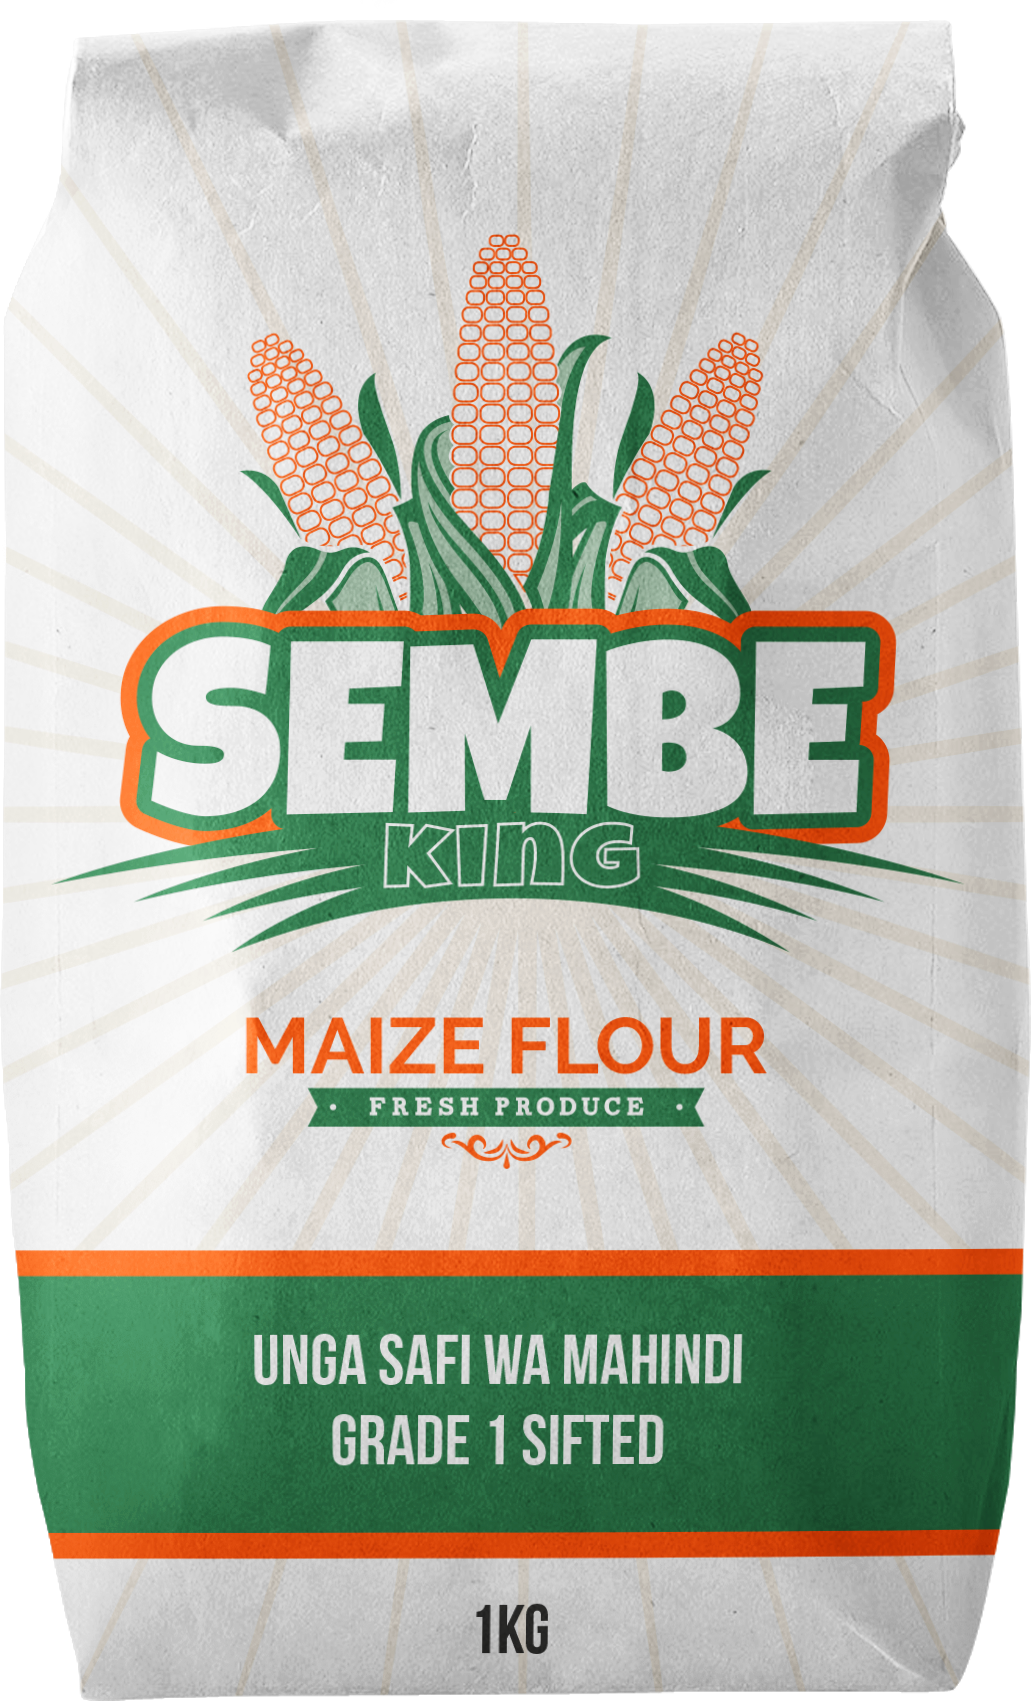 SEMBE
KING
MAIZE FLOUR
• FRESH PRODUCE •
UNGA SAFI WA MAHINDI
GRADE 1 SIFTED
1KG